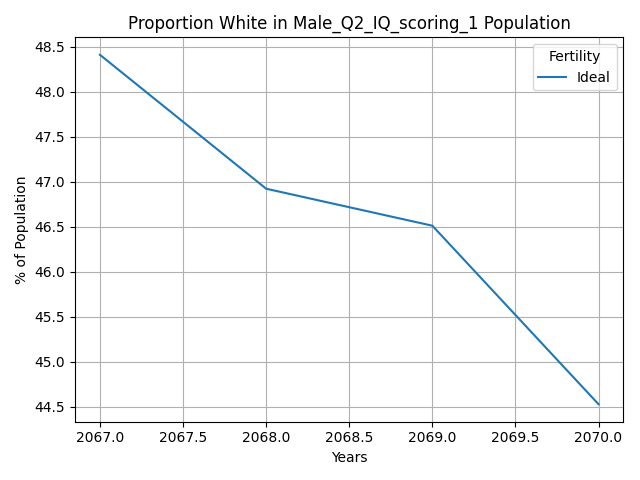 Proportion White in Male_Q2_IQ_scoring_1 Population
Fertility
Ideal
48.5
48.0
47.5
47.0
46.5
46.0
45.5
45.0
44.5
% of Population
2067.0 2067.5 2068.0 2068.5 2069.0 2069.5 2070.0
Years